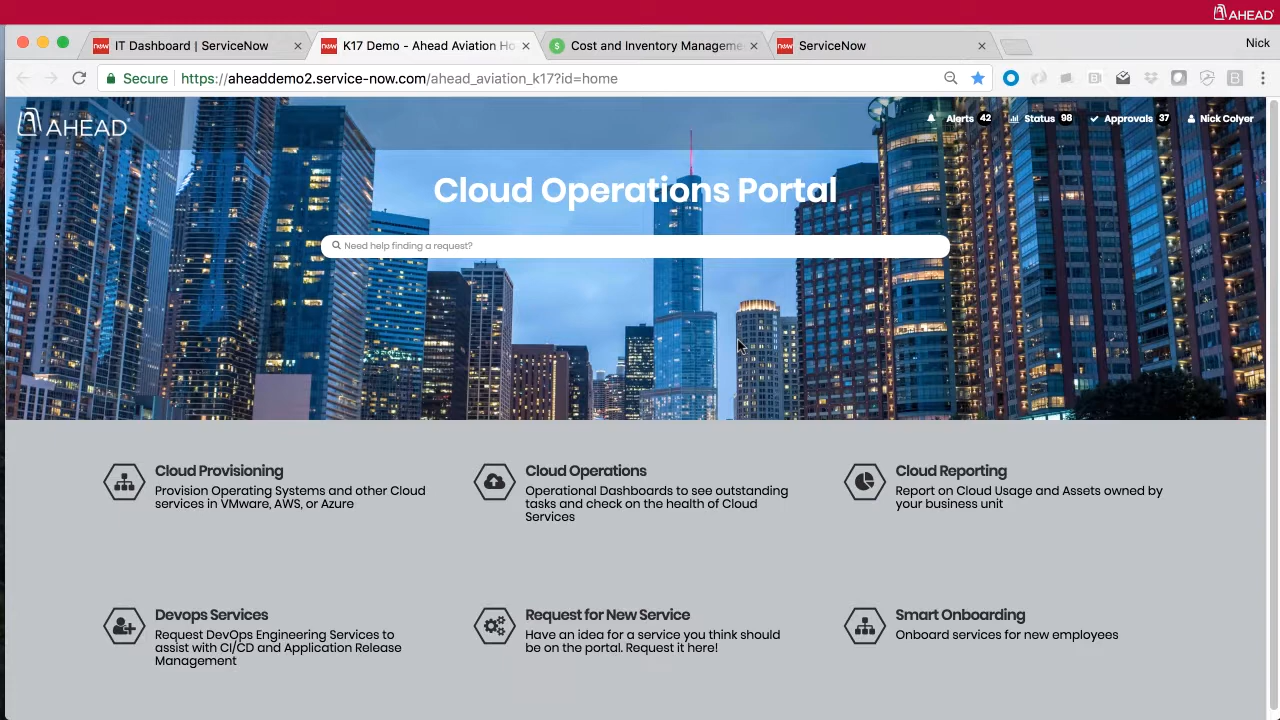 AHEAD
IT Dashboard | ServiceNow
K17 Demo - Ahead Aviation Ho
Cost and Inventory Manageme
ServiceNow
Nick
Secure
https://aheaddemo2.service-now.com/ahead_aviation_k17?id=home
AHEAD
Alerts 42
Status 98
Approvals 37
Nick Colyer
Cloud Operations Portal
Need help finding a request?
Cloud Provisioning
Provision Operating Systems and other Cloud
services in VMware, AWS, or Azure
Cloud Operations
Operational Dashboards to see outstanding
tasks and check on the health of Cloud
Services
Cloud Reporting
Report on Cloud Usage and Assets owned by
your business unit
Devops Services
Request DevOps Engineering Services to
assist with CI/CD and Application Release
Management
Request for New Service
Have an idea for a service you think should
be on the portal. Request it here!
Smart Onboarding
Onboard services for new employees